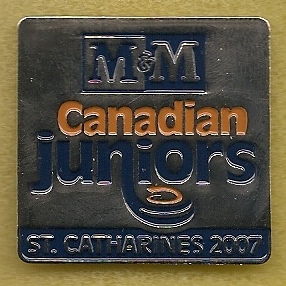 M&M
Canadian
juniors
ST. CATHARINES 2007